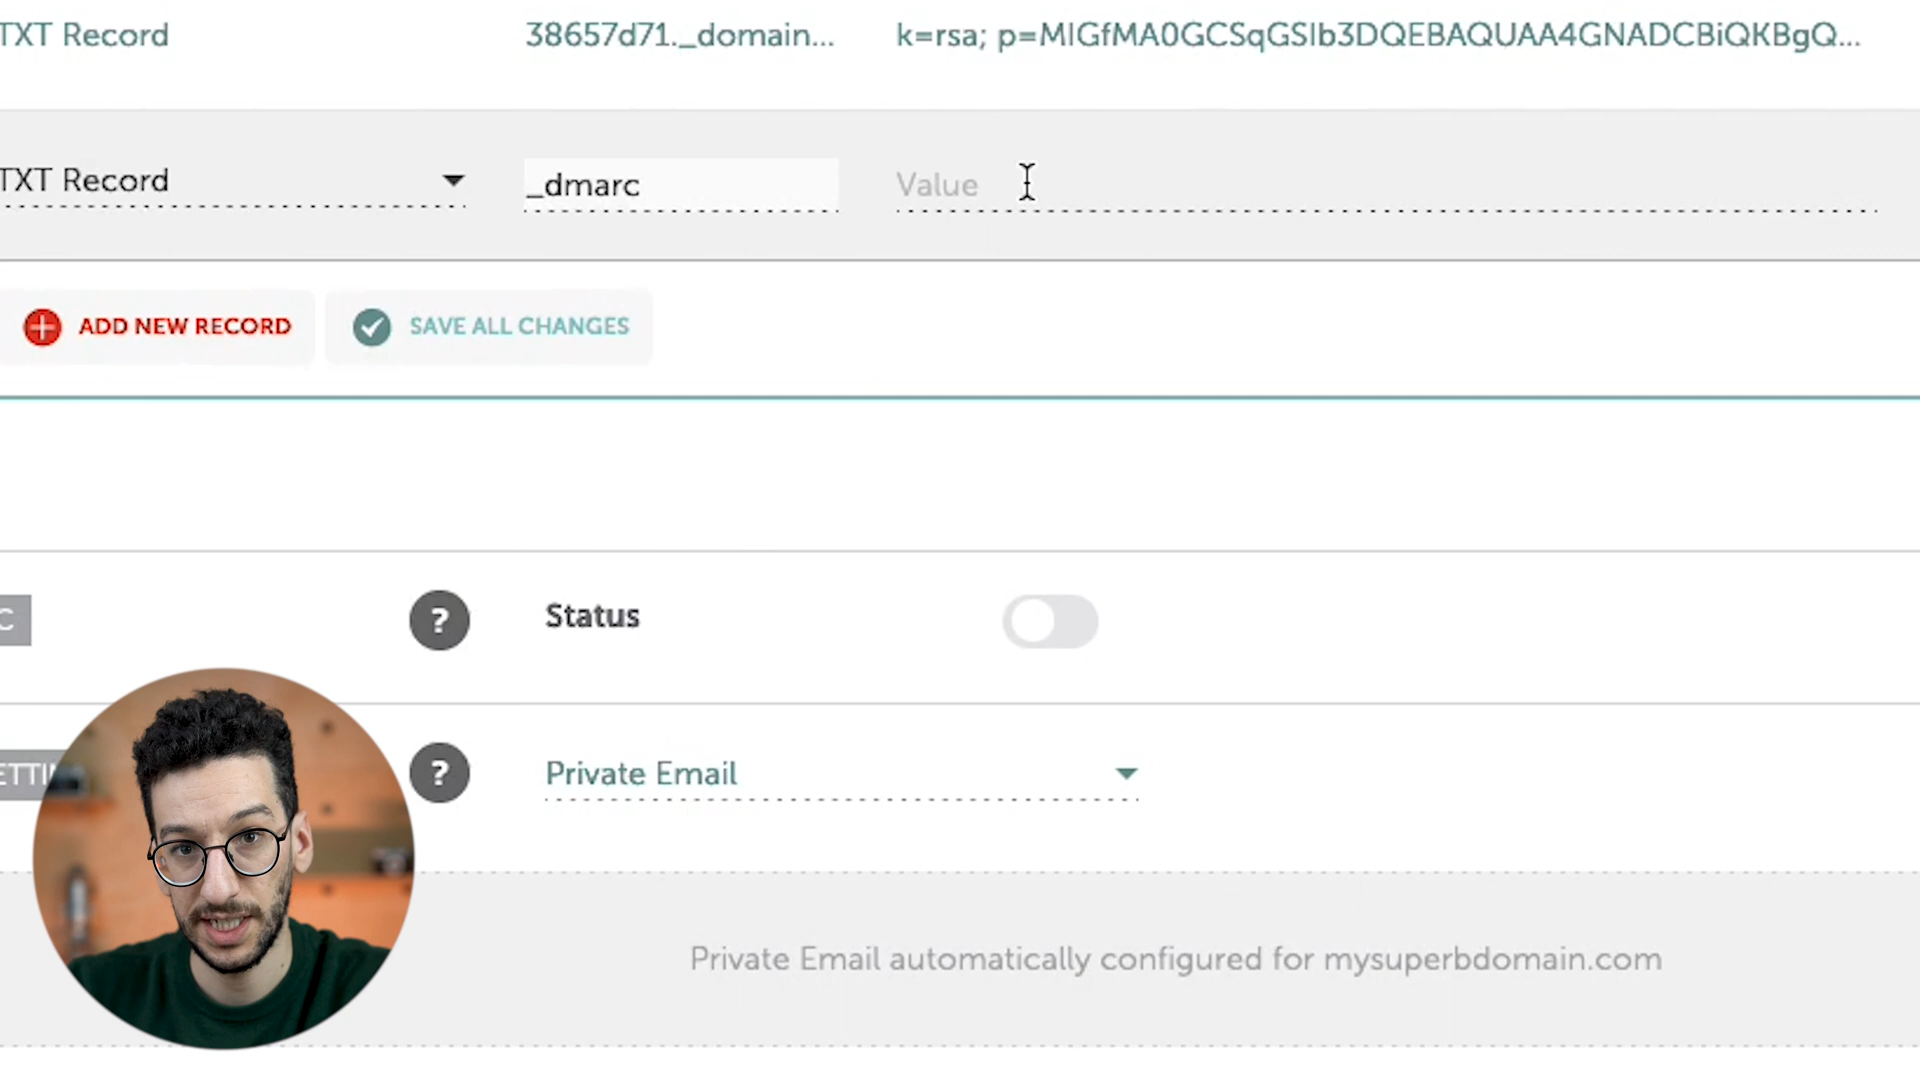 TXT Record 38657d71._domain... k=rsa; p=MIGfMA0GCSqGSIb3DQEBAQUAA4GNADCBiQKBgQ...
TXT Record _dmarc Value
ADD NEW RECORD SAVE ALL CHANGES
C ? Status
ETTIN ? Private Email
Private Email automatically configured for mysuperbdomain.com